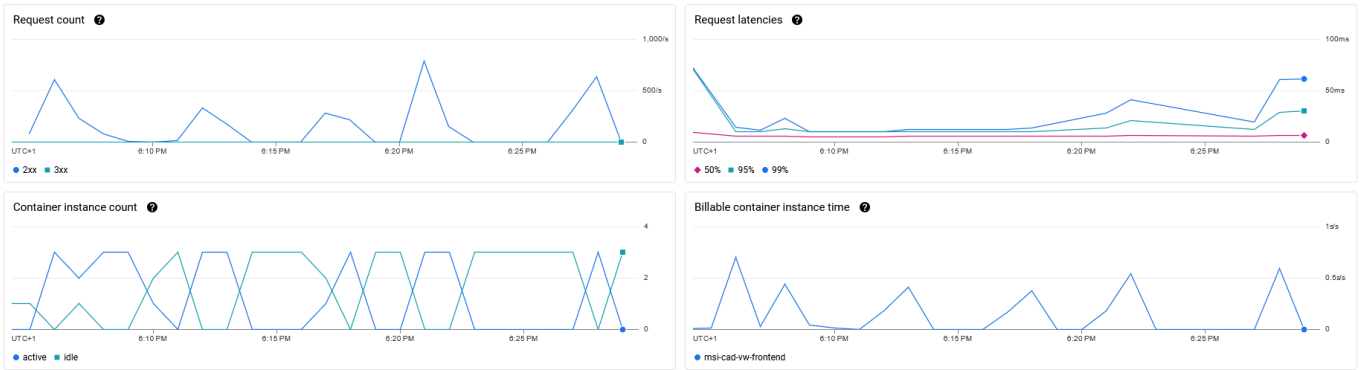 Request count ?
1,000/s
500/s
0
UTC+1 6:10 PM 6:15 PM 6:20 PM 6:25 PM
2xx 3xx
Request latencies ?
100ms
50ms
0
UTC+1 6:10 PM 6:15 PM 6:20 PM 6:25 PM
50% 95% 99%
Container instance count ?
4
2
0
UTC+1 6:10 PM 6:15 PM 6:20 PM 6:25 PM
active idle
Billable container instance time ?
1s/s
0.5s/s
0
UTC+1 6:10 PM 6:15 PM 6:20 PM 6:25 PM
msi-cad-vw-frontend